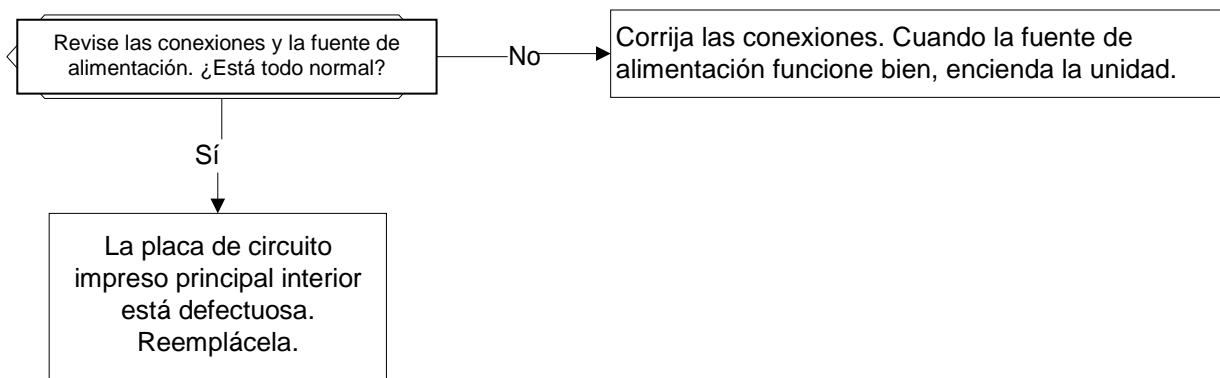 Revise las conexiones y la fuente de
alimentación. ¿Está todo normal?
No
Corrija las conexiones. Cuando la fuente de
alimentación funcione bien, encienda la unidad.
Sí
La placa de circuito
impreso principal interior
está defectuosa.
Reemplácela.